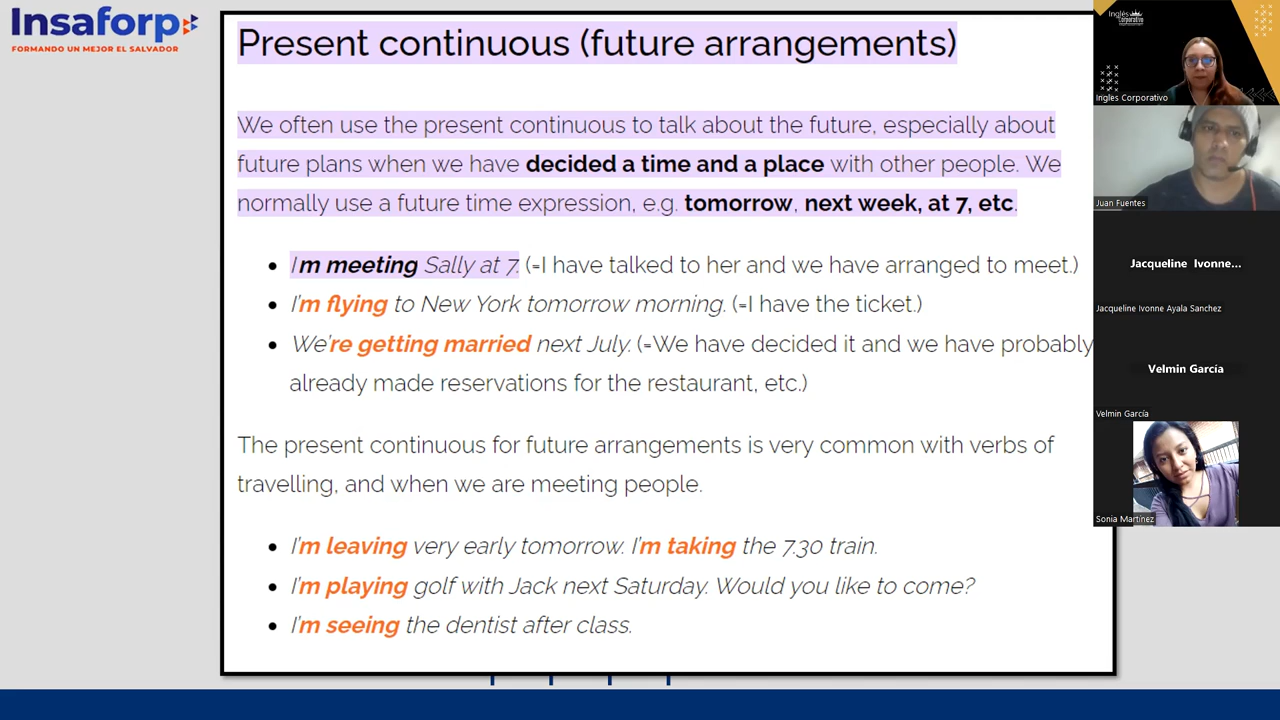 Insaforp
FORMANDO UN MEJOR EL SALVADOR
Present continuous (future arrangements)
We often use the present continuous to talk about the future, especially about
future plans when we have decided a time and a place with other people. We
normally use a future time expression, e.g. tomorrow, next week, at 7, etc.
• I'm meeting Sally at 7. (=I have talked to her and we have arranged to meet.)
• I'm flying to New York tomorrow morning. (=I have the ticket.)
• We're getting married next July. (=We have decided it and we have probably
already made reservations for the restaurant, etc.)
The present continuous for future arrangements is very common with verbs of
travelling, and when we are meeting people.
• I'm leaving very early tomorrow. I'm taking the 7.30 train.
• I'm playing golf with Jack next Saturday. Would you like to come?
• I'm seeing the dentist after class.
Inglés
Corporativo
Ingles Corporativo
Juan Fuentes
Jacqueline Ivonne...
Jacqueline Ivonne Ayala Sanchez
Velmin García
Velmin García
Sonia Martínez